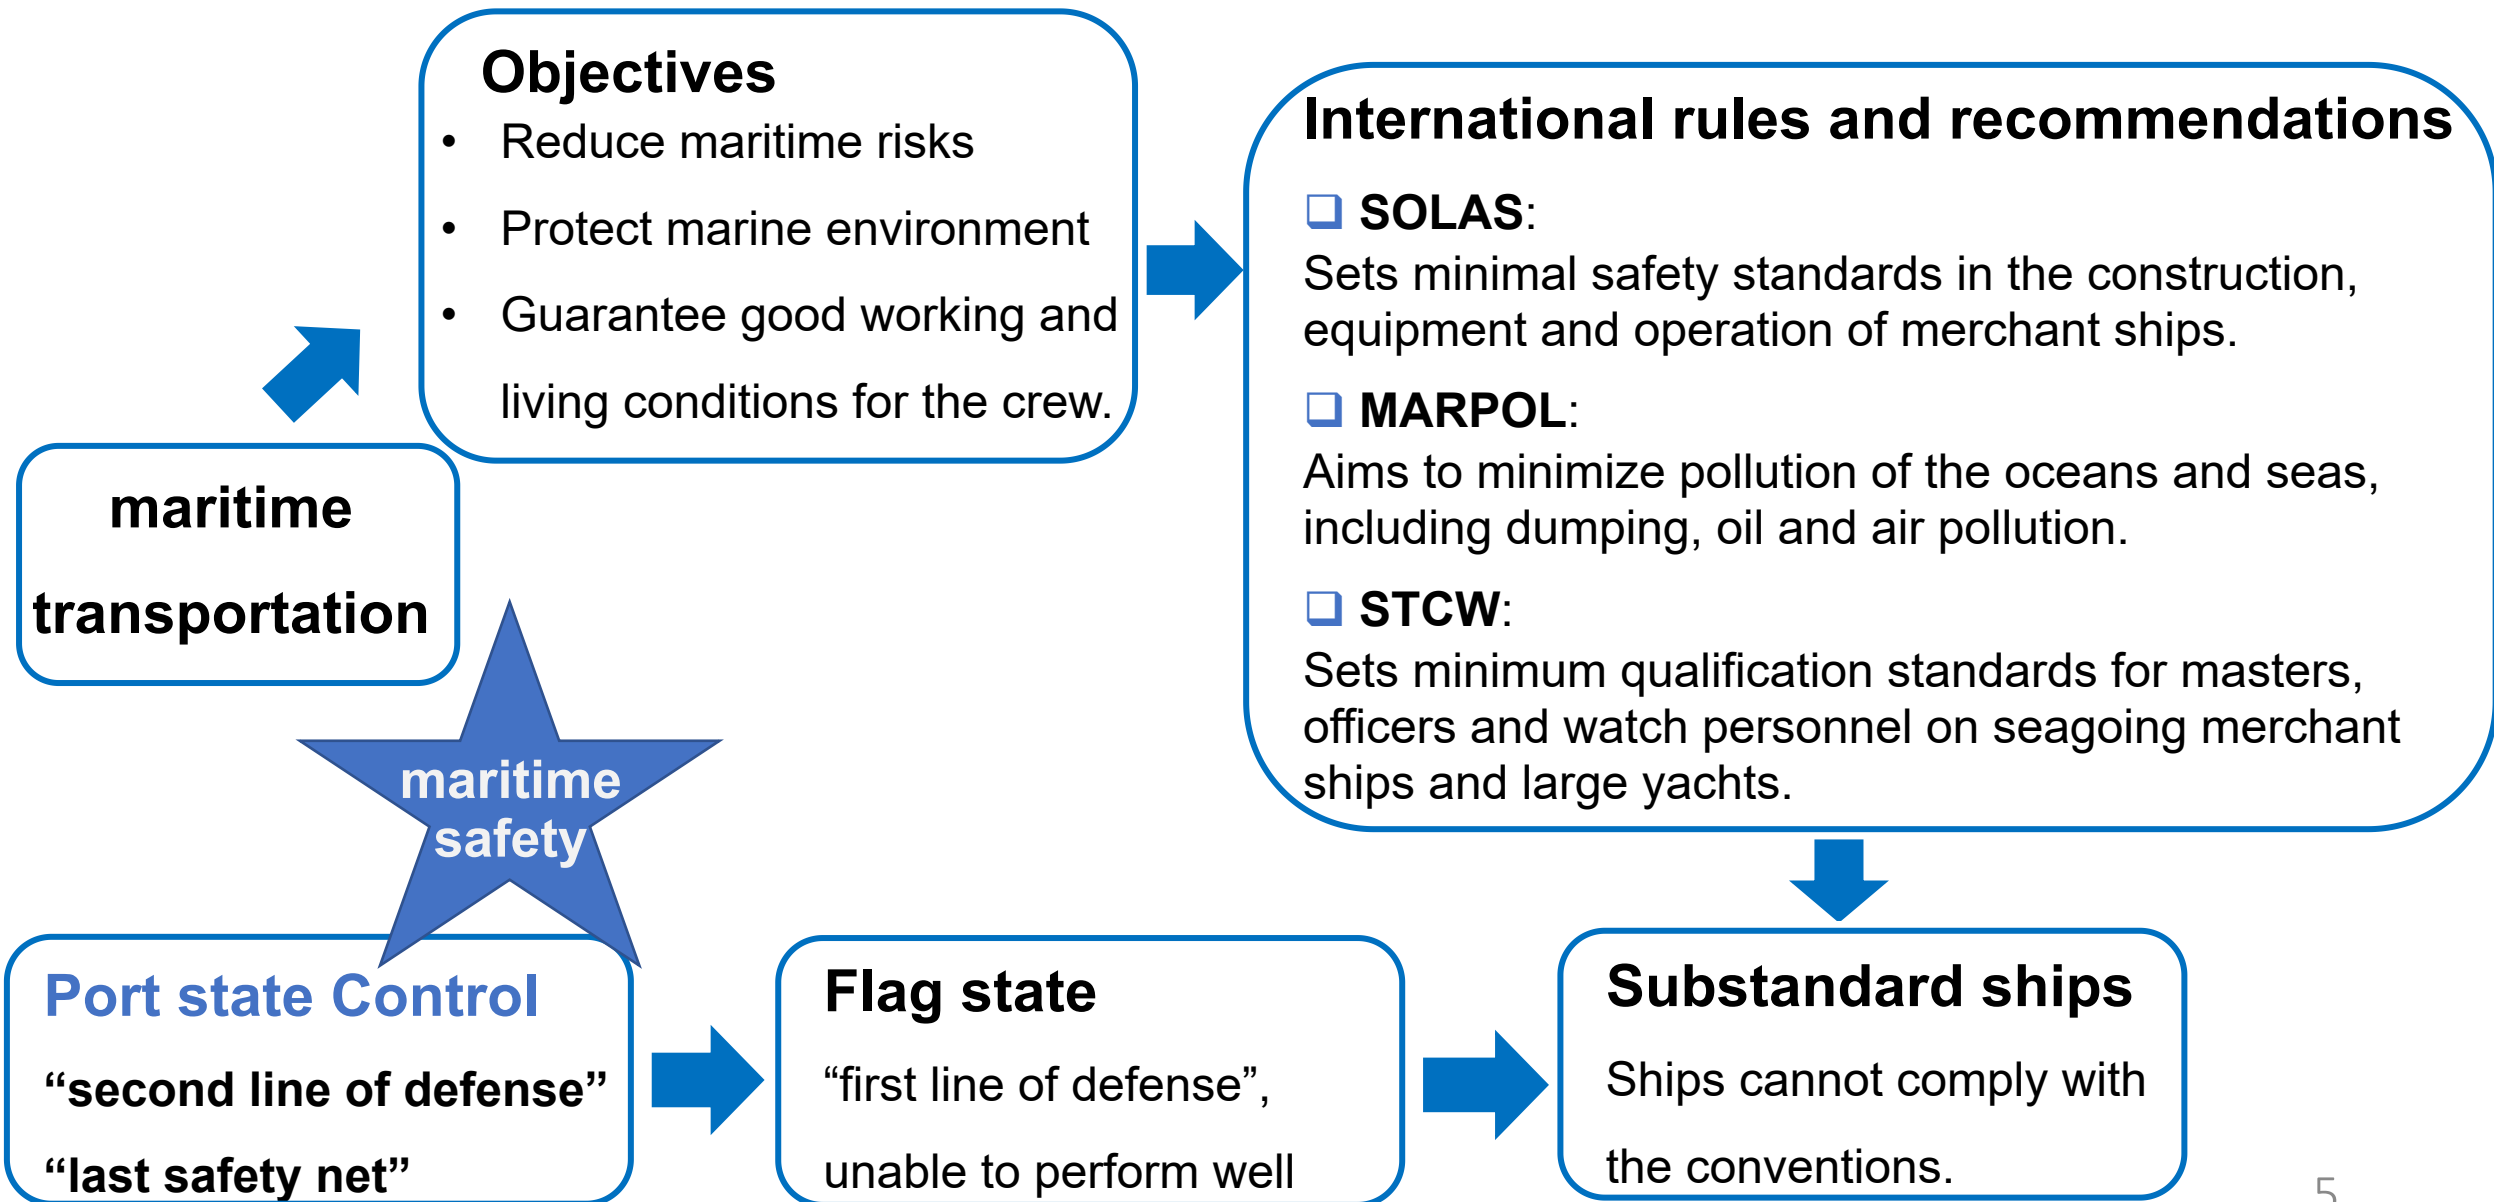 Objectives
• Reduce maritime risks
• Protect marine environment
• Guarantee good working and
living conditions for the crew.
International rules and recommendations
❑ SOLAS:
Sets minimal safety standards in the construction,
equipment and operation of merchant ships.
❑ MARPOL:
Aims to minimize pollution of the oceans and seas,
including dumping, oil and air pollution.
❑ STCW:
Sets minimum qualification standards for masters,
officers and watch personnel on seagoing merchant
ships and large yachts.
maritime
transportation
maritime
safety
Port state Control
“second line of defense”
“last safety net”
Flag state
“first line of defense”,
unable to perform well
Substandard ships
Ships cannot comply with
the conventions.
5